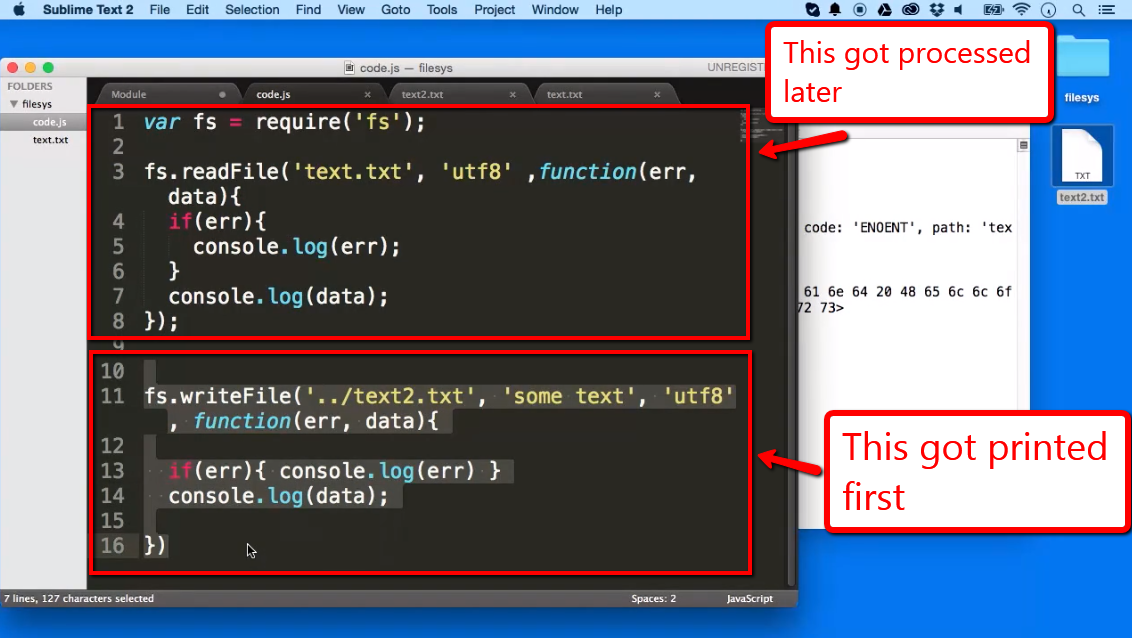 Sublime Text 2 File Edit Selection Find View Goto Tools Project Window Help
This got processed
later
code.js — filesys
UNREGIST
FOLDERS
filesys
code.js
text.txt
Module
code.js
text2.txt
text.txt
filesys
TXT
text2.txt
1 var fs = require('fs');
2
3 fs.readFile('text.txt', 'utf8' ,function(err,
data){
4 if(err){
5 console.log(err);
6 }
7 console.log(data);
8 });
9
10
11 fs.writeFile('../text2.txt', 'some text', 'utf8'
, function(err, data){
12
13 if(err){ console.log(err) }
14 console.log(data);
15
16 })
code: 'ENOENT', path: 'tex
61 6e 64 20 48 65 6c 6c 6f
72 73>
This got printed
first
7 lines, 127 characters selected
Spaces: 2
JavaScript